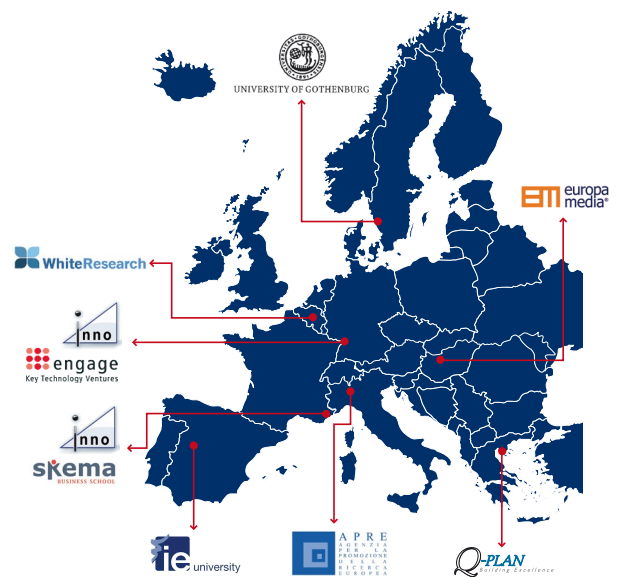 UNIVERSITY OF GOTHENBURG
EM europa
media®
WhiteResearch
inno
engage
Key Technology Ventures
inno
skema
BUSINESS SCHOOL
ie university
APRE
AGENZIA
PER LA
PROMOZIONE
DELLA
RICERCA
EUROPEA
Q-PLAN
Building Excellence